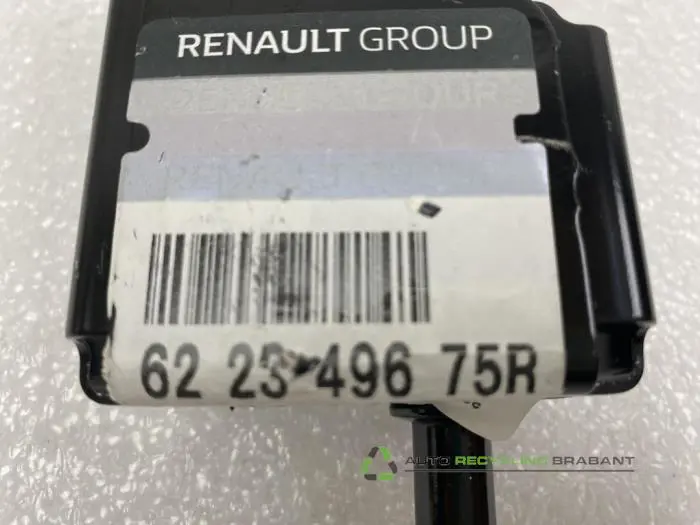 RENAULT GROUP
62 23 496 75R
AUTO RECYCLING BRABANT